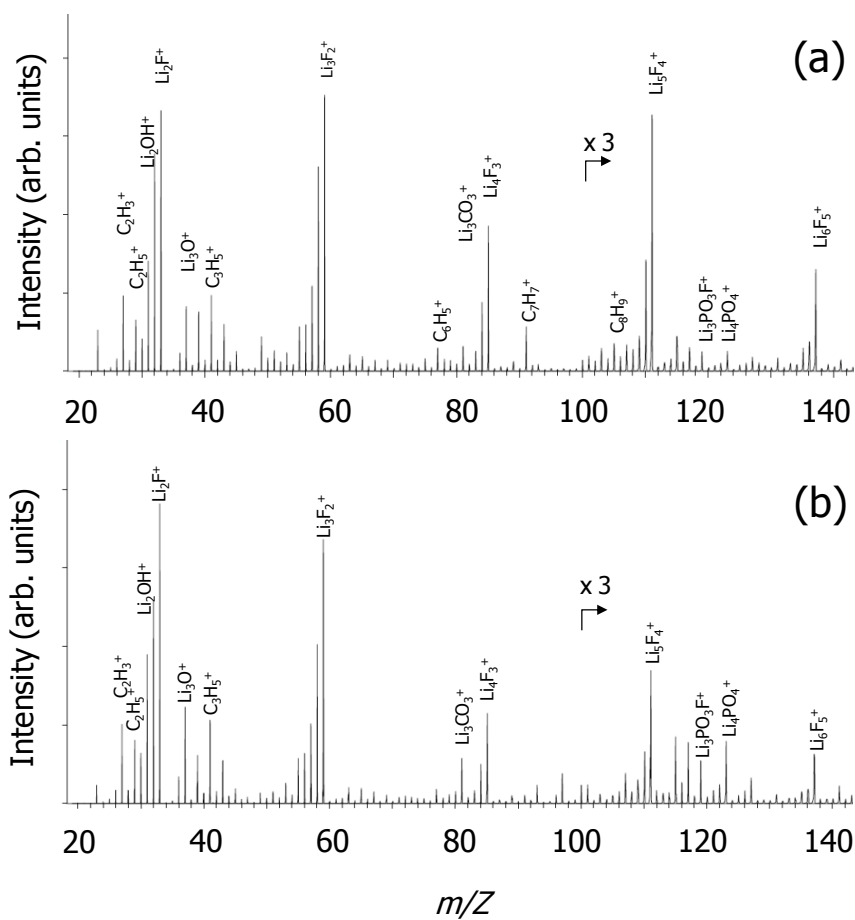 (a)
Intensity (arb. units)
C₂H₃⁺
C₂H₅⁺
Li₂OH⁺
Li₂F⁺
Li₃O⁺
C₃H₅⁺
Li₃F₂⁺
C₆H₅⁺
Li₃CO₃⁺
Li₄F₃⁺
C₇H₇⁺
x 3
C₈H₉⁺
Li₅F₄⁺
Li₃PO₃F⁺
Li₄PO₄⁺
Li₆F₅⁺
20 40 60 80 100 120 140
(b)
Intensity (arb. units)
C₂H₃⁺
C₂H₅⁺
Li₂OH⁺
Li₂F⁺
Li₃O⁺
C₃H₅⁺
Li₃F₂⁺
Li₃CO₃⁺
Li₄F₃⁺
x 3
Li₅F₄⁺
Li₃PO₃F⁺
Li₄PO₄⁺
Li₆F₅⁺
20 40 60 80 100 120 140
m/Z